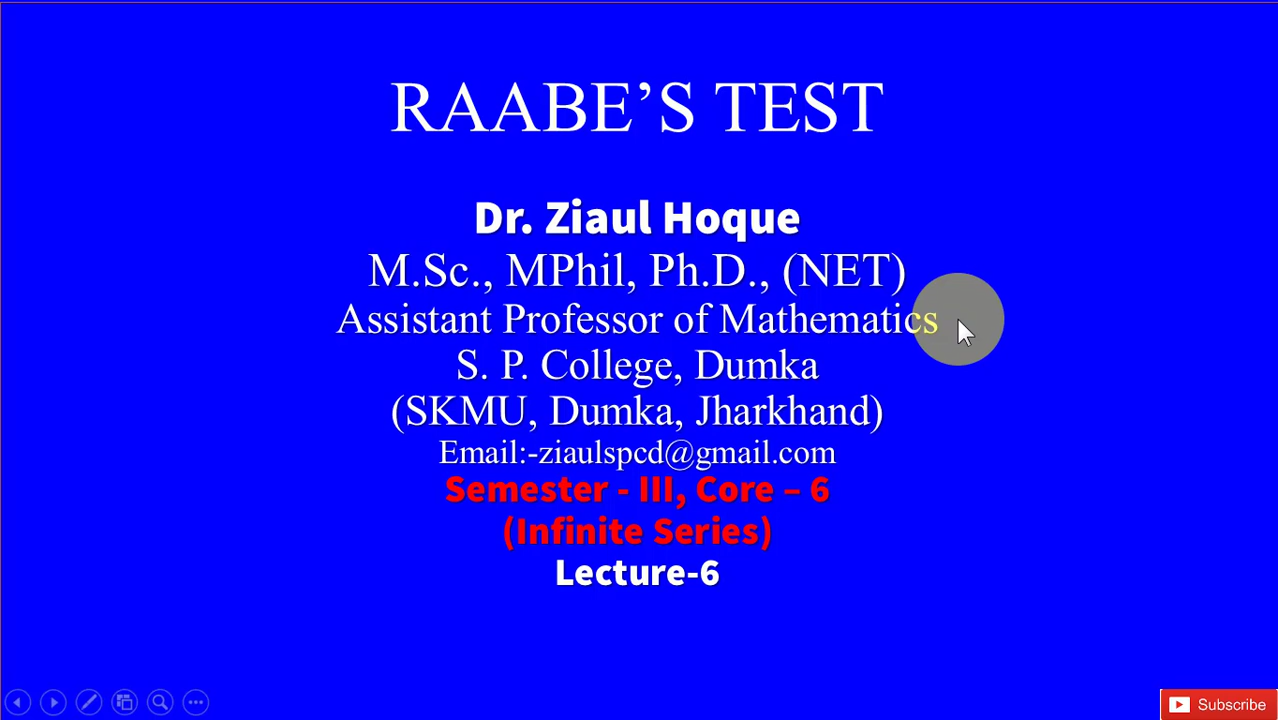 RAABE’S TEST
Dr. Ziaul Hoque
M.Sc., MPhil, Ph.D., (NET)
Assistant Professor of Mathematics
S. P. College, Dumka
(SKMU, Dumka, Jharkhand)
Email:-ziaulspcd@gmail.com
Semester - III, Core – 6
(Infinite Series)
Lecture-6
Subscribe